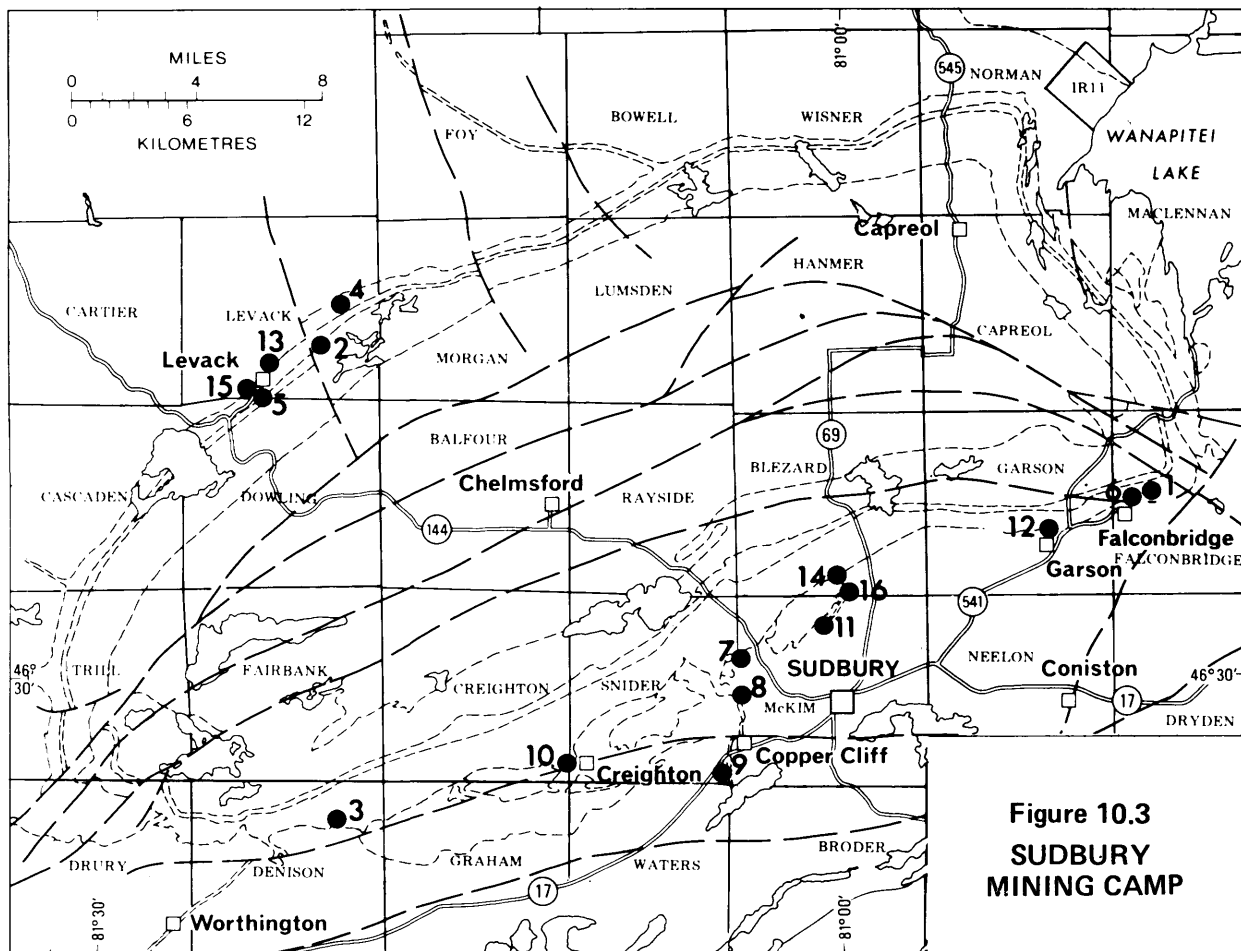 MILES
0 4 8
0 6 12
KILOMETRES
81°00′
545
NORMAN
IR11
WANAPITEI
LAKE
FOY
BOWELL
WISNER
MACLENNAN
Capreol
HANMER
CARTIER
LEVACK
4
LUMSDEN
CAPREOL
13
2
MORGAN
Levack
15
5
69
BALFOUR
BLEZARD
GARSON
CASCADEN
DOWLING
Chelmsford
RAYSIDE
6
1
144
12
Falconbridge
FALCONBRIDGE
Garson
14
16
541
11
46°
30′
TRILL
FAIRBANK
CREIGHTON
SNIDER
7
SUDBURY
NEELON
Coniston
46°30′
8
McKIM
17
DRYDEN
10
Creighton
9
Copper Cliff
3
DRURY
DENISON
GRAHAM
WATERS
BRODER
17
Worthington
81°30′
81°00′
Figure 10.3
SUDBURY
MINING CAMP